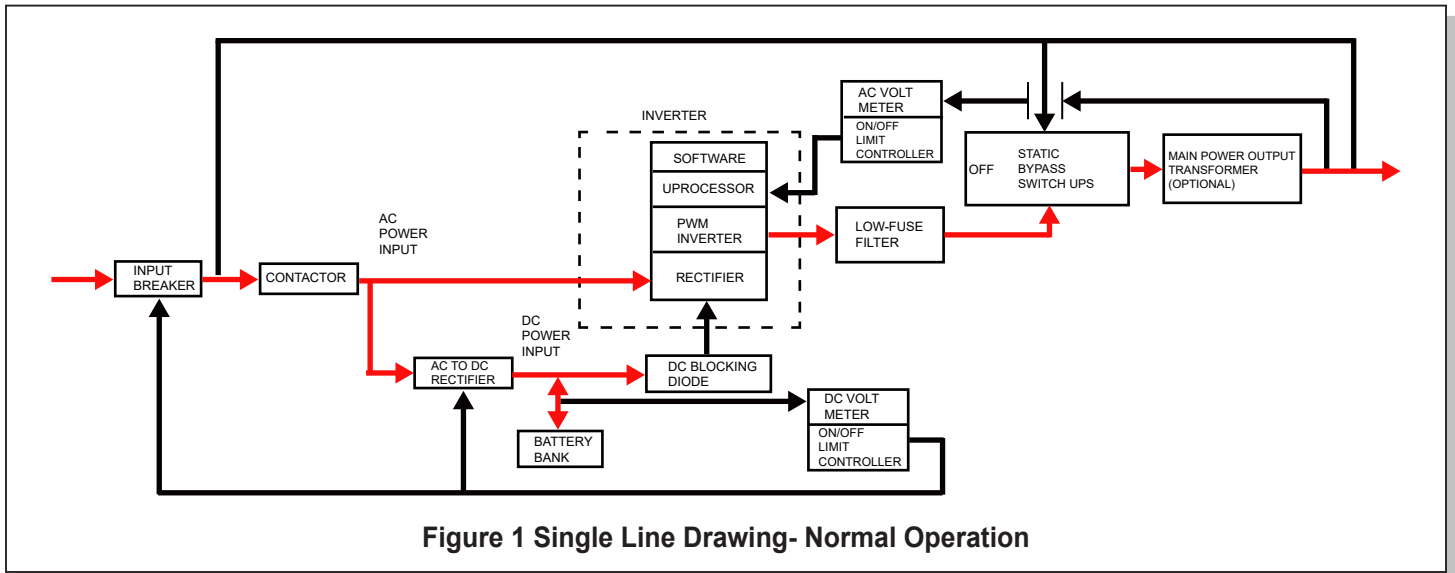 INVERTER
AC VOLT
METER
ON/OFF
LIMIT
CONTROLLER
SOFTWARE
UPROCESSOR
PWM
INVERTER
RECTIFIER
OFF
STATIC
BYPASS
SWITCH UPS
MAIN POWER OUTPUT
TRANSFORMER
(OPTIONAL)
LOW-FUSE
FILTER
AC
POWER
INPUT
INPUT
BREAKER
CONTACTOR
DC
POWER
INPUT
AC TO DC
RECTIFIER
DC BLOCKING
DIODE
BATTERY
BANK
DC VOLT
METER
ON/OFF
LIMIT
CONTROLLER
Figure 1 Single Line Drawing- Normal Operation